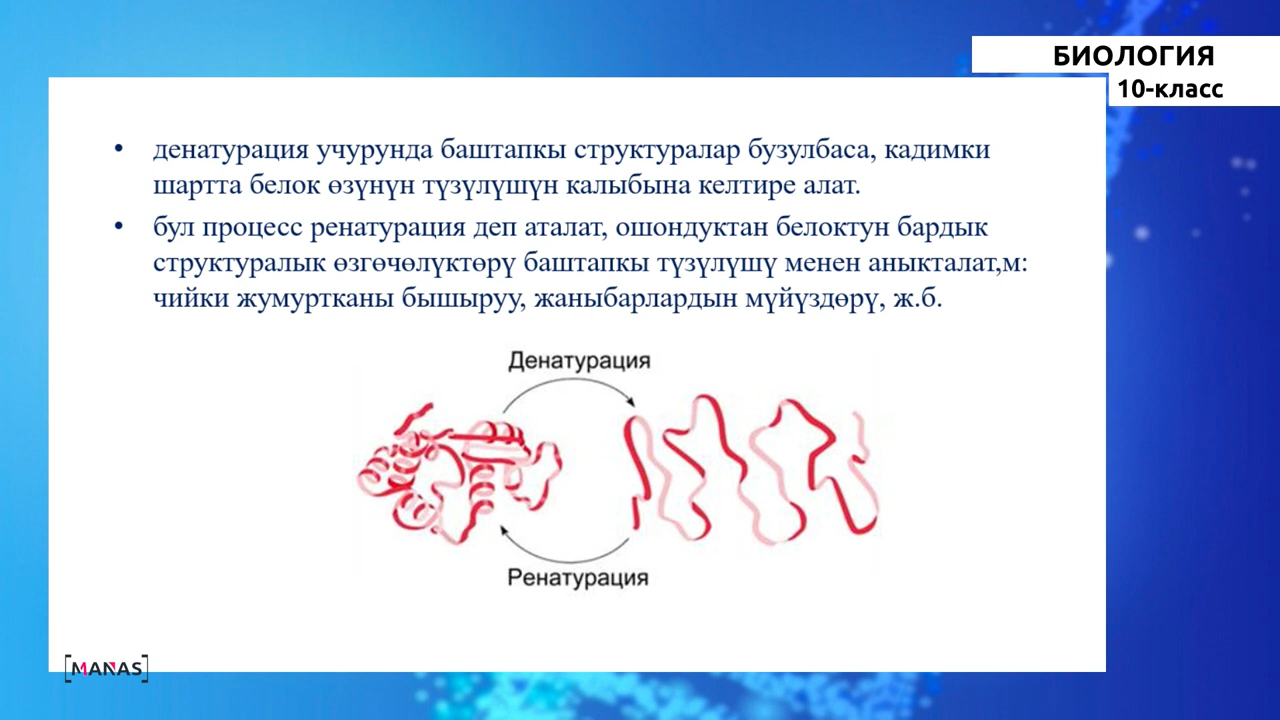 БИОЛОГИЯ
10-класс
• денатурация учурунда баштапкы структуралар бузулбаса, кадимки
шартта белок өзүнүн түзүлүшүн калыбына келтире алат.
• бул процесс ренатурация деп аталат, ошондуктан белоктун бардык
структуралык өзгөчөлүктөрү баштапкы түзүлүшү менен аныкталат,м:
чийки жумуртканы бышыруу, жаныбарлардын мүйүздөрү, ж.б.
Денатурация
Ренатурация
[MANAS]